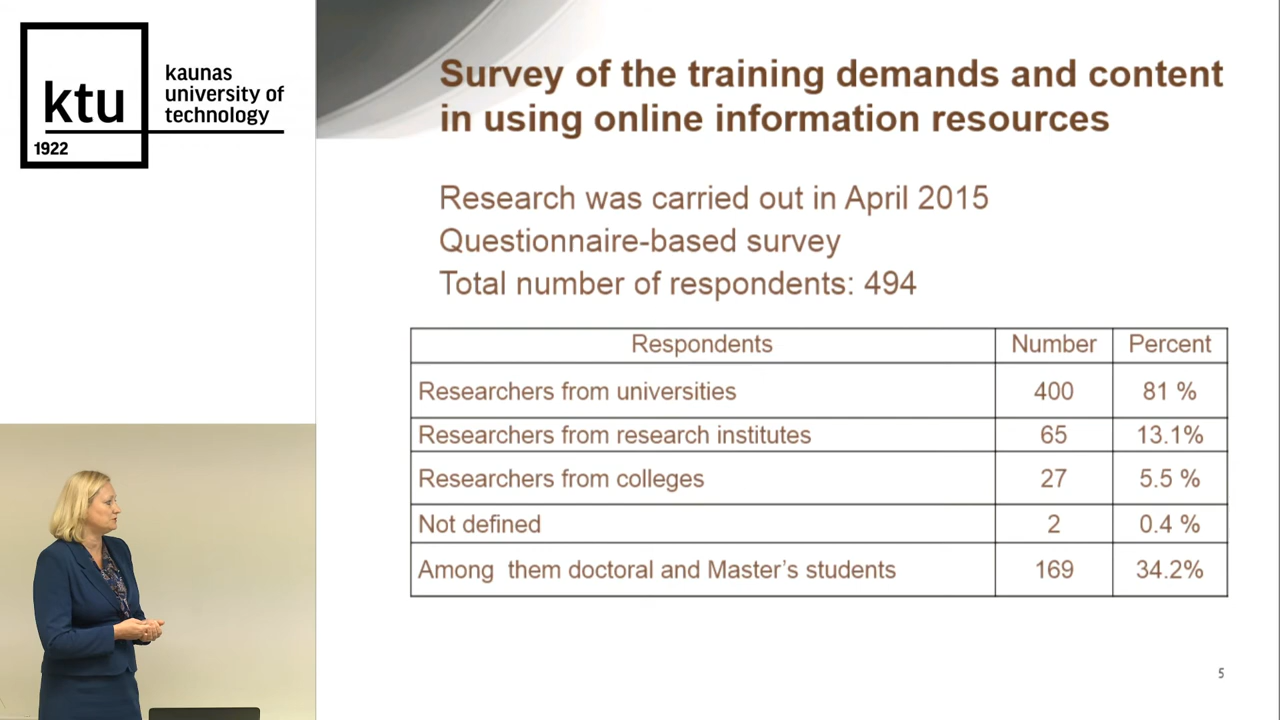 ktu
1922
kaunas
university of
technology
Survey of the training demands and content
in using online information resources
Research was carried out in April 2015
Questionnaire-based survey
Total number of respondents: 494
Respondents Number Percent
Researchers from universities 400 81 %
Researchers from research institutes 65 13.1%
Researchers from colleges 27 5.5 %
Not defined 2 0.4 %
Among them doctoral and Master's students 169 34.2%
5